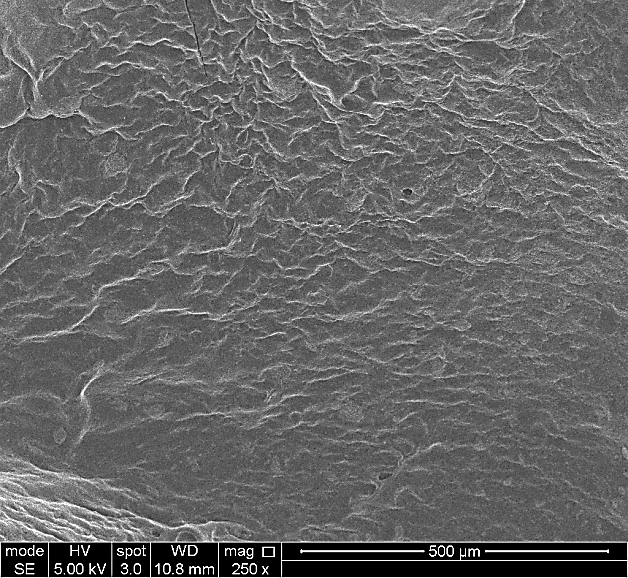 mode HV spot WD mag 500 µm
SE 5.00 kV 3.0 10.8 mm 250 x